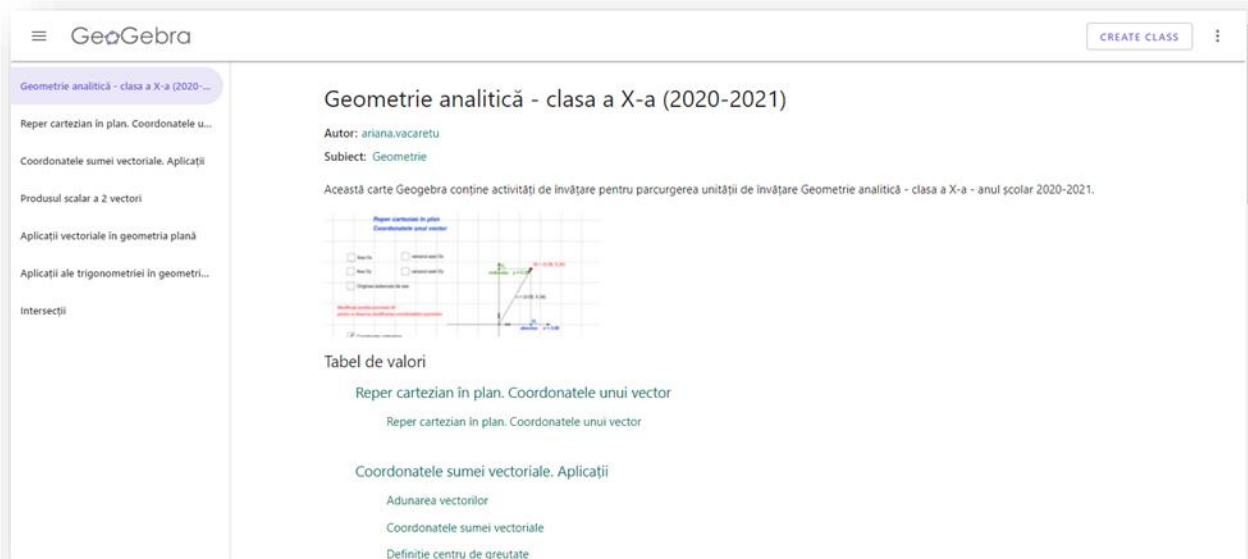 GeoGebra
CREATE CLASS
Geometrie analitică - clasa a X-a (2020-...
Reper cartezian în plan. Coordonatele u...
Coordonatele sumei vectoriale. Aplicații
Produsul scalar a 2 vectori
Aplicații vectoriale în geometria plană
Aplicații ale trigonometriei în geometri...
Intersecții
Geometrie analitică - clasa a X-a (2020-2021)
Autor: ariana.vacaretu
Subiect: Geometrie
Această carte Geogebra conține activități de învățare pentru parcurgerea unității de învățare Geometrie analitică - clasa a X-a - anul școlar 2020-2021.
Reper cartezian în plan
Coordonatele unui vector
Tabel de valori
Reper cartezian în plan. Coordonatele unui vector
Reper cartezian în plan. Coordonatele unui vector
Coordonatele sumei vectoriale. Aplicații
Adunarea vectorilor
Coordonatele sumei vectoriale
Definiție centru de greutate